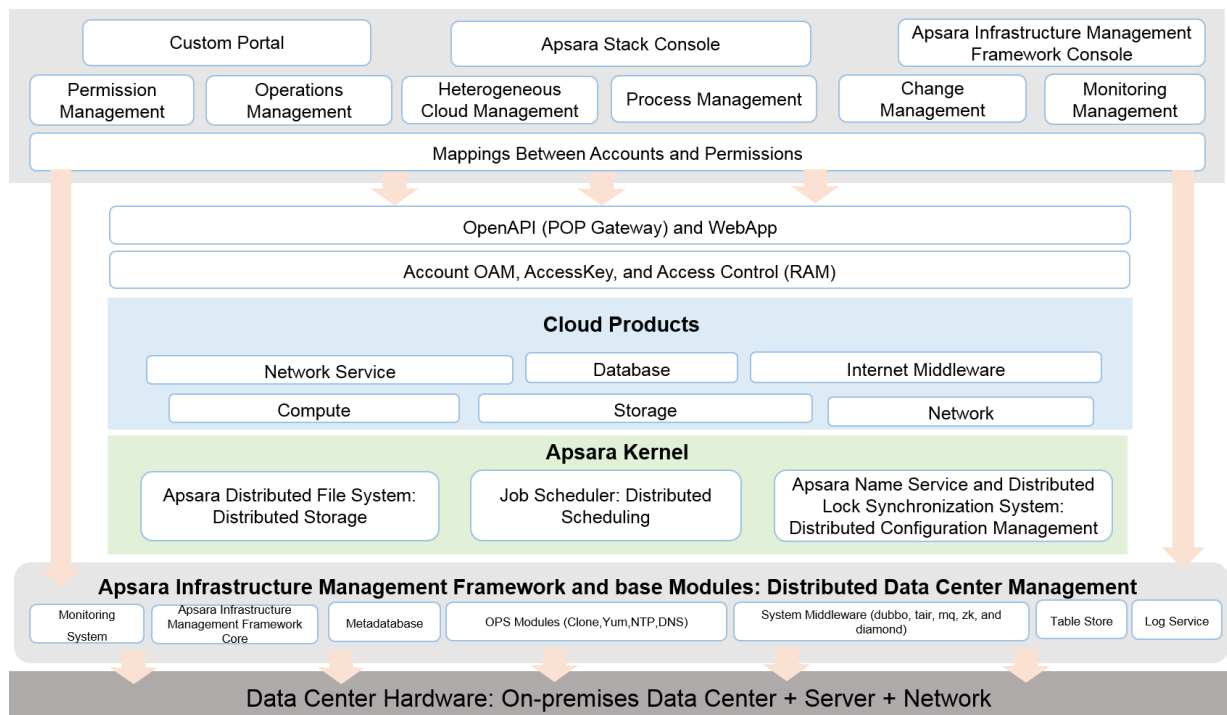 Custom Portal
Apsara Stack Console
Apsara Infrastructure Management
Framework Console
Permission
Management
Operations
Management
Heterogeneous
Cloud Management
Process Management
Change
Management
Monitoring
Management
Mappings Between Accounts and Permissions
OpenAPI (POP Gateway) and WebApp
Account OAM, AccessKey, and Access Control (RAM)
Cloud Products
Network Service
Database
Internet Middleware
Compute
Storage
Network
Apsara Kernel
Apsara Distributed File System:
Distributed Storage
Job Scheduler: Distributed
Scheduling
Apsara Name Service and Distributed
Lock Synchronization System:
Distributed Configuration Management
Apsara Infrastructure Management Framework and base Modules: Distributed Data Center Management
Monitoring
System
Apsara Infrastructure
Management Framework
Core
Metadatabase
OPS Modules (Clone,Yum,NTP,DNS)
System Middleware (dubbo, tair, mq, zk, and
diamond)
Table Store
Log Service
Data Center Hardware: On-premises Data Center + Server + Network